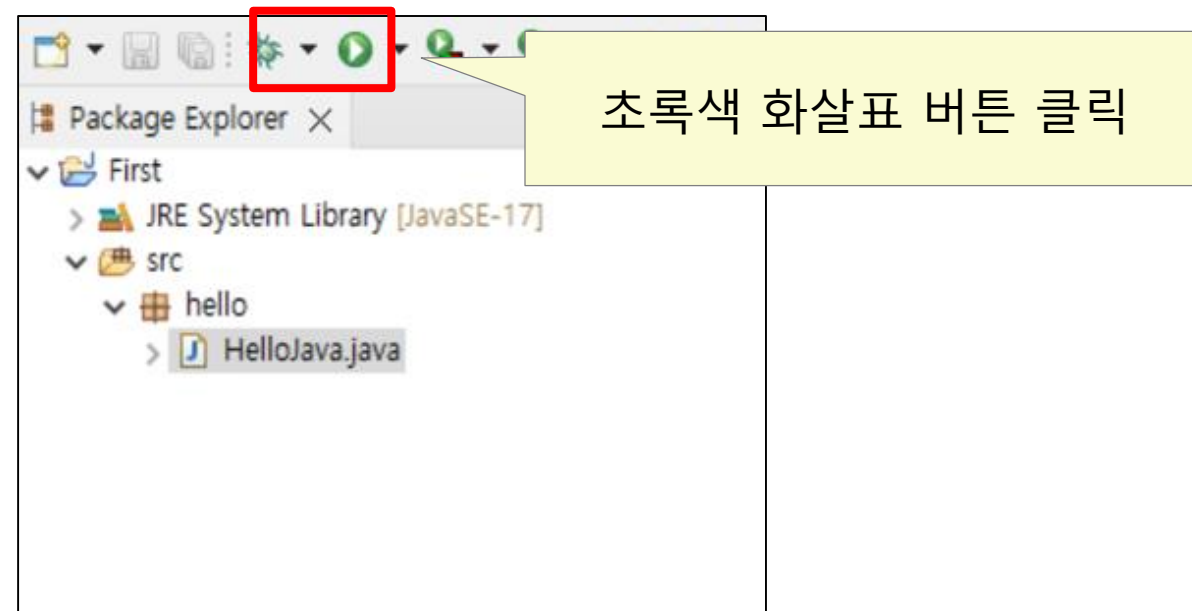 초록색 화살표 버튼 클릭
Package Explorer
First
JRE System Library [JavaSE-17]
src
hello
HelloJava.java